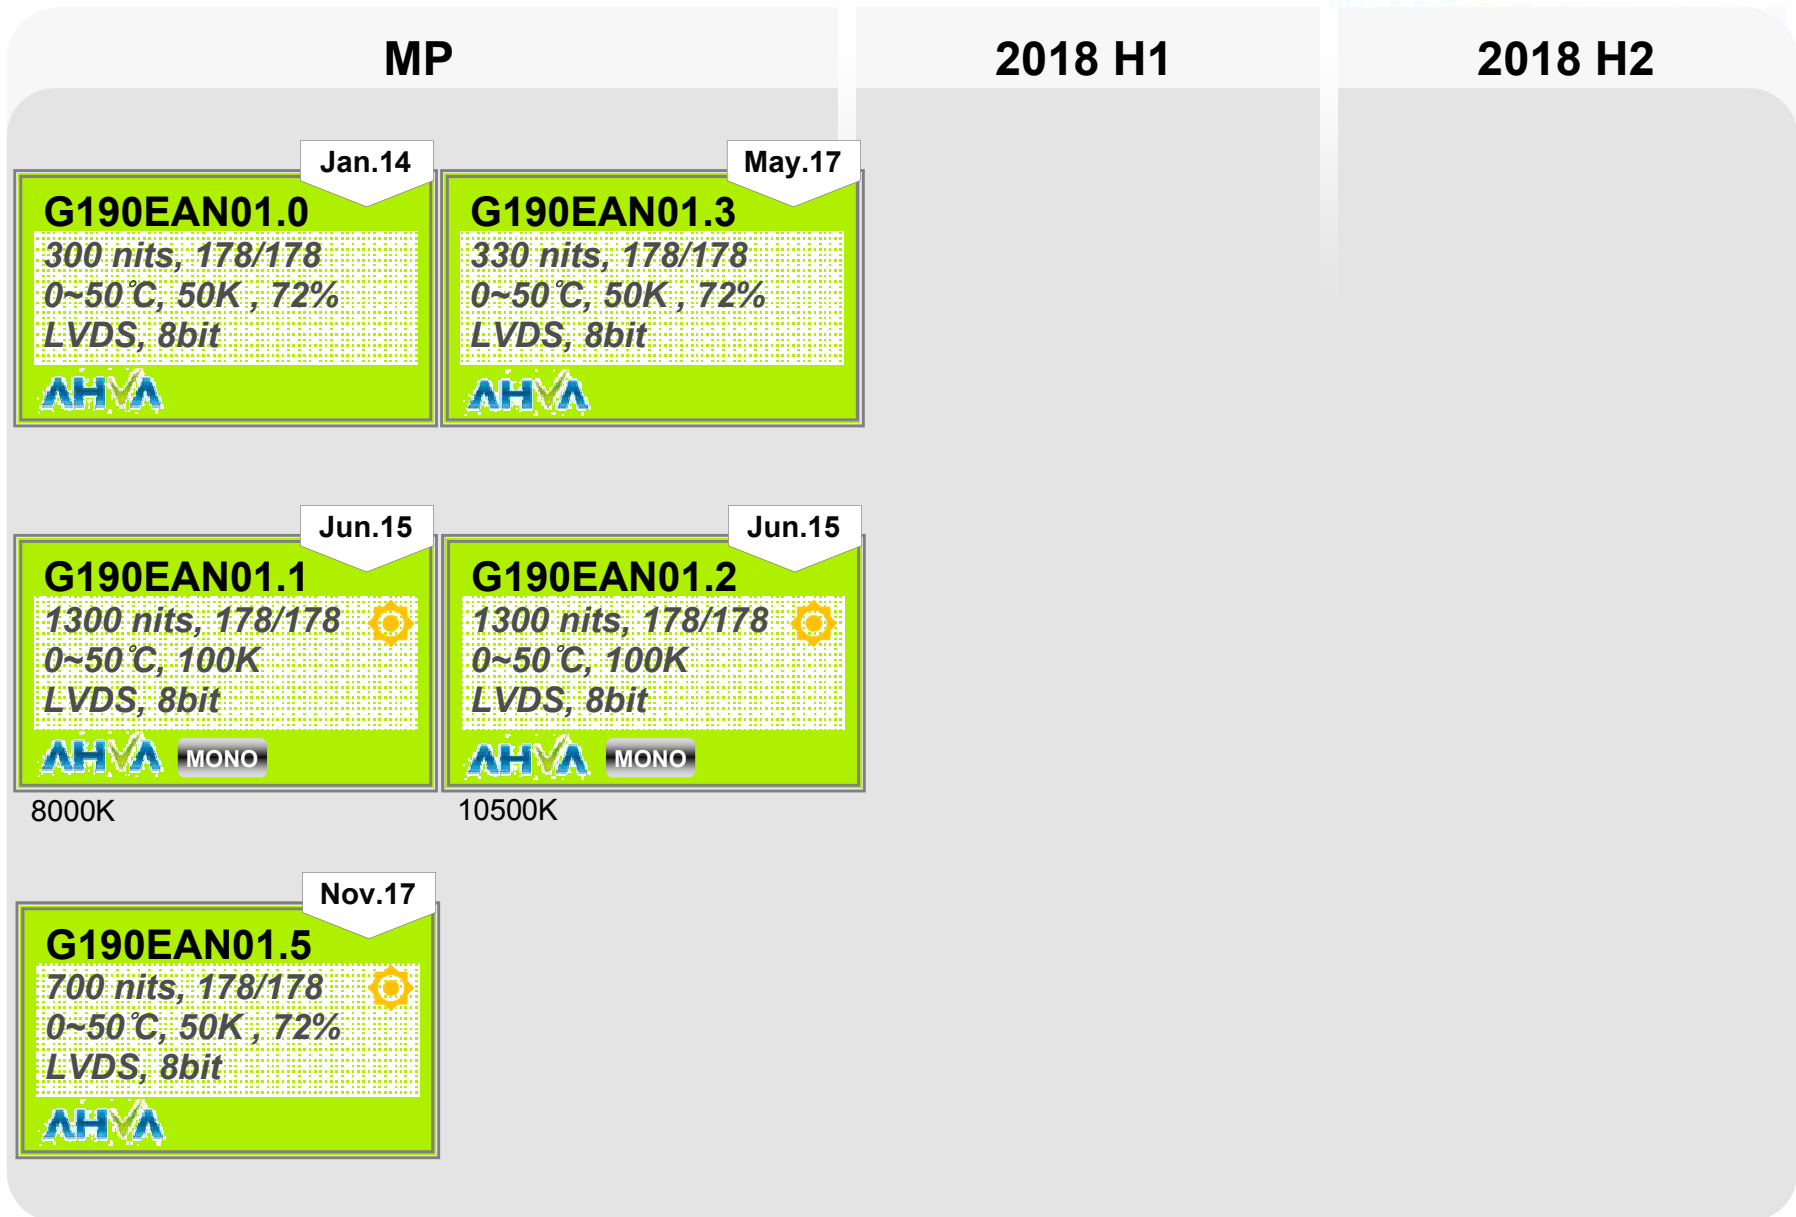 MP
2018 H1
2018 H2
Jan.14
G190EAN01.0
300 nits, 178/178
0~50℃, 50K , 72%
LVDS, 8bit
AHVA
May.17
G190EAN01.3
330 nits, 178/178
0~50℃, 50K , 72%
LVDS, 8bit
AHVA
Jun.15
G190EAN01.1
1300 nits, 178/178
0~50℃, 100K
LVDS, 8bit
AHVA MONO
8000K
Jun.15
G190EAN01.2
1300 nits, 178/178
0~50℃, 100K
LVDS, 8bit
AHVA MONO
10500K
Nov.17
G190EAN01.5
700 nits, 178/178
0~50℃, 50K , 72%
LVDS, 8bit
AHVA